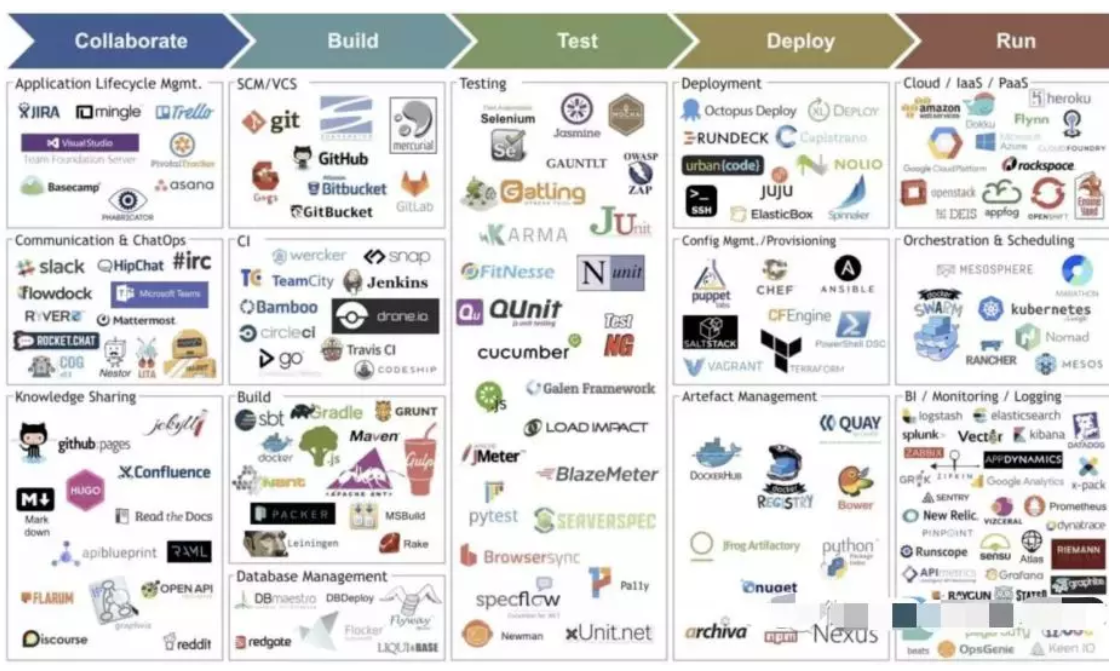 Collaborate
Build
Test
Deploy
Run
Application Lifecycle Mgmt.
JIRA
mingle
Trello
Visual Studio
Team Foundation Server
PivotalTracker
Basecamp
asana
PHABRICATOR
Communication & ChatOps
slack
HipChat
#irc
flowdock
Microsoft Teams
RYVER
Mattermost
ROCKET.CHAT
COG
Nestor
LITA
Knowledge Sharing
jekyll
github:pages
Confluence
HUGO
Mark
down
Read the Docs
apiblueprint
RAML
FLARUM
graphviz
OPEN API
Discourse
reddit
SCM/VCS
git
mercurial
GitHub
Gogs
Bitbucket
GitLab
GitBucket
CI
wercker
snap
TeamCity
Jenkins
Bamboo
drone.io
circleci
go
Travis CI
CODESHIP
Build
sbt
Gradle
GRUNT
docker
.js
Maven
Gulp
APACHE ANT
PACKER
MSBuild
Leiningen
Rake
Database Management
DBmaestro
DBDeploy
Flyway
redgate
Flocker
LIQUIBASE
Testing
Selenium
Se
Jasmine
MOCHA
GAUNTLT
OWASP
ZAP
Gatling
KARMA
JUnit
FitNesse
Nunit
Qu
QUnit
js unit testing
Test
NG
cucumber
JS
Galen Framework
LOAD IMPACT
JMeter
BlazeMeter
pytest
SERVERSPEC
Browsersync
specflow
Pally
Newman
xUnit.net
Deployment
Octopus Deploy
XL DEPLOY
RUNDECK
Capistrano
urban{code}
NOLIO
SSH
juju
ElasticBox
Spinnaker
Config Mgmt./Provisioning
puppet
labs
CHEF
ANSIBLE
SALTSTACK
CFEngine
PowerShell DSC
VAGRANT
TERRAFORM
Artefact Management
QUAY
DOCKERHUB
docker
REGISTRY
Bower
JFrog Artifactory
python
Package
Index
nuget
archiva
npm
Nexus
Cloud / IaaS / PaaS
amazon
heroku
Dokku
Flynn
Microsoft
Azure
CLOUDFOUNDRY
Google Cloud Platform
rackspace
openstack
DEIS
appfog
OPENSHIFT
Engine
Yard
Orchestration & Scheduling
MESOSPHERE
MARATHON
docker
SWARM
kubernetes
Nomad
RANCHER
MESOS
BI / Monitoring / Logging
logstash
elasticsearch
splunk
Vector
kibana
DATADOG
ZABBIX
APPDYNAMICS
ZIPKIN
Google Analytics
x-pack
SENTRY
New Relic.
VIZCERAL
Prometheus
PINPOINT
dynatrace
Runscope
sensu
Atlas
RIEMANN
APImetrics
Grafana
graphite
RAYGUN
STATSD
beats
OpsGenie
Keen IO